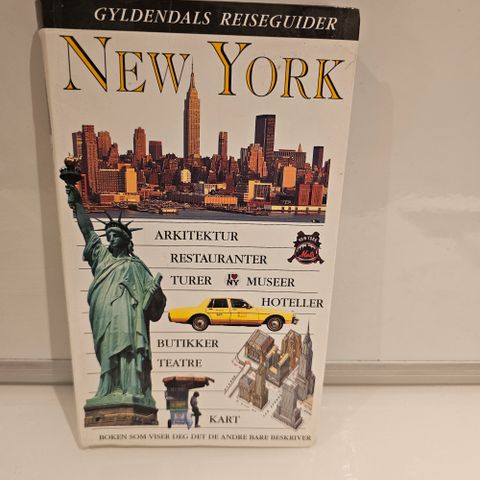 GYLDENDALS REISEGUIDER
NEW YORK
ARKITEKTUR
RESTAURANTER
TURER I NY MUSEER
HOTELLER
BUTIKKER
TEATRE
KART
BOKEN SOM VISER DEG DET DE ANDRE BARE BESKRIVER